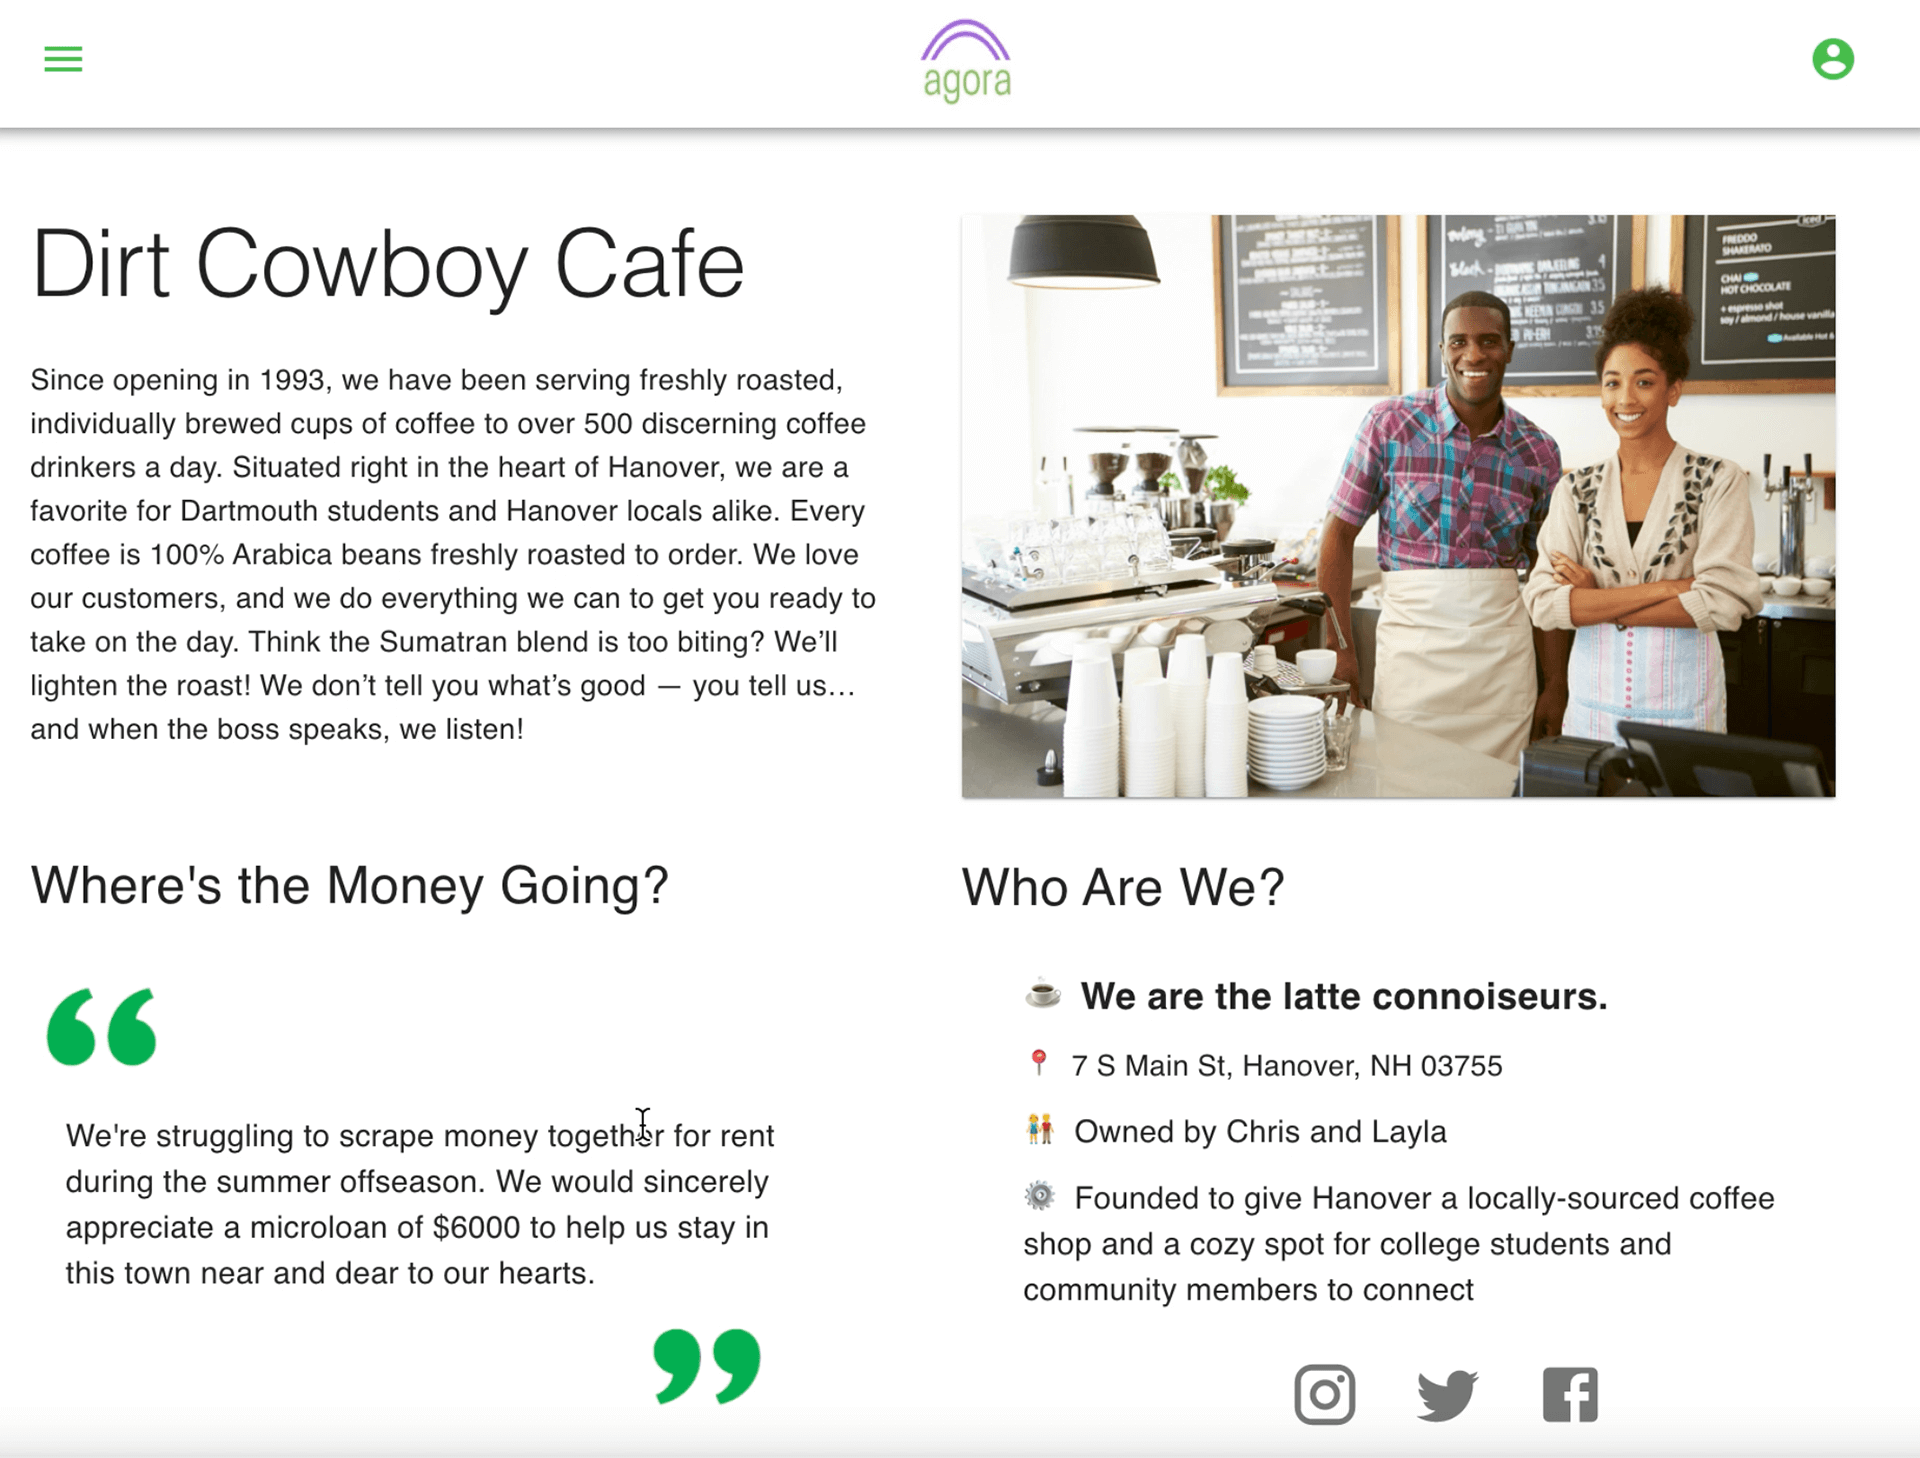 agora
Dirt Cowboy Cafe
Since opening in 1993, we have been serving freshly roasted,
individually brewed cups of coffee to over 500 discerning coffee
drinkers a day. Situated right in the heart of Hanover, we are a
favorite for Dartmouth students and Hanover locals alike. Every
coffee is 100% Arabica beans freshly roasted to order. We love
our customers, and we do everything we can to get you ready to
take on the day. Think the Sumatran blend is too biting? We’ll
lighten the roast! We don’t tell you what’s good — you tell us…
and when the boss speaks, we listen!
iced
FREDDO
SHAKERATO
CHAI
HOT CHOCOLATE
+ espresso shot
soy / almond / house vanilla
Available Hot &
Where's the Money Going?
“
We're struggling to scrape money together for rent
during the summer offseason. We would sincerely
appreciate a microloan of $6000 to help us stay in
this town near and dear to our hearts.
”
Who Are We?
We are the latte connoiseurs.
7 S Main St, Hanover, NH 03755
Owned by Chris and Layla
Founded to give Hanover a locally-sourced coffee
shop and a cozy spot for college students and
community members to connect